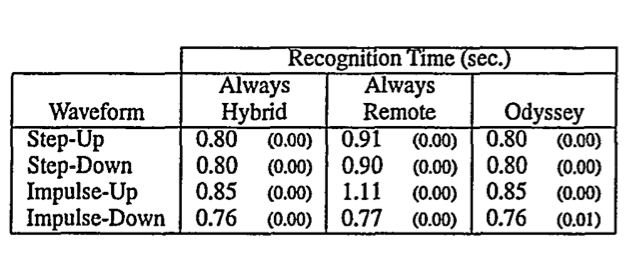 Recognition Time (sec.)
Always Always
Waveform Hybrid Remote Odyssey
Step-Up 0.80 (0.00) 0.91 (0.00) 0.80 (0.00)
Step-Down 0.80 (0.00) 0.90 (0.00) 0.80 (0.00)
Impulse-Up 0.85 (0.00) 1.11 (0.00) 0.85 (0.00)
Impulse-Down 0.76 (0.00) 0.77 (0.00) 0.76 (0.01)